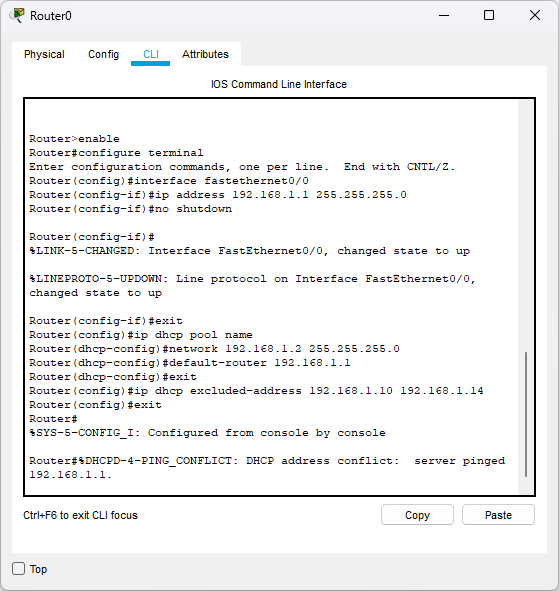 Router0
Physical Config CLI Attributes
IOS Command Line Interface
Router>enable
Router#configure terminal
Enter configuration commands, one per line.  End with CNTL/Z.
Router(config)#interface fastethernet0/0
Router(config-if)#ip address 192.168.1.1 255.255.255.0
Router(config-if)#no shutdown
Router(config-if)#
%LINK-5-CHANGED: Interface FastEthernet0/0, changed state to up
%LINEPROTO-5-UPDOWN: Line protocol on Interface FastEthernet0/0,
changed state to up
Router(config-if)#exit
Router(config)#ip dhcp pool name
Router(dhcp-config)#network 192.168.1.2 255.255.255.0
Router(dhcp-config)#default-router 192.168.1.1
Router(dhcp-config)#exit
Router(config)#ip dhcp excluded-address 192.168.1.10 192.168.1.14
Router(config)#exit
Router#
%SYS-5-CONFIG_I: Configured from console by console
Router#%DHCPD-4-PING_CONFLICT: DHCP address conflict:  server pinged
192.168.1.1.
Ctrl+F6 to exit CLI focus Copy Paste
Top